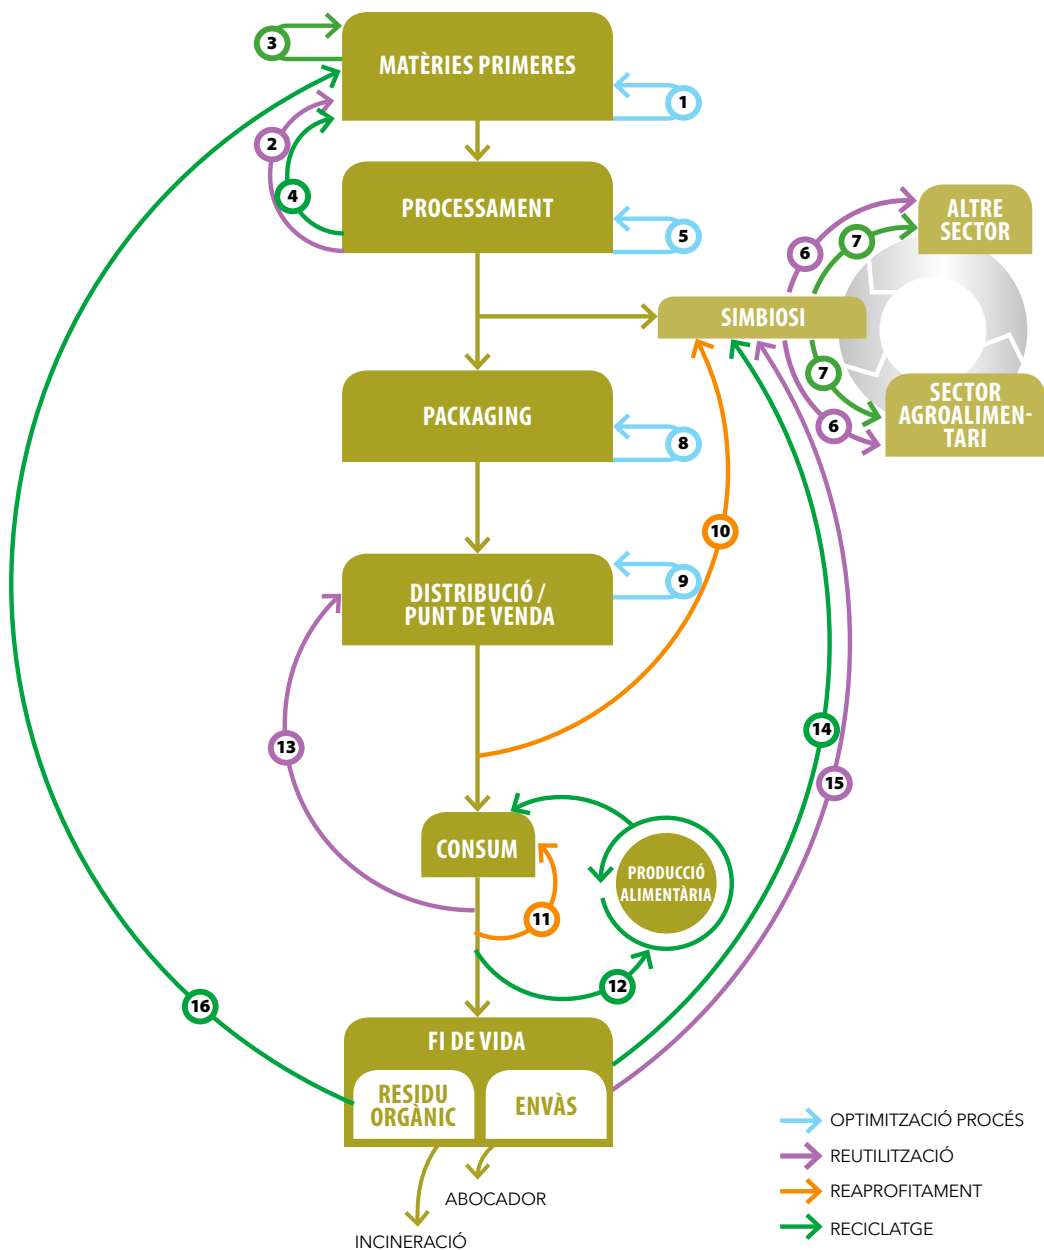 3
MATÈRIES PRIMERES
1
2
4
PROCESSAMENT
5
ALTRE
SECTOR
6
7
SIMBIOSI
7
6
SECTOR
AGROALIMEN-
TARI
PACKAGING
8
10
DISTRIBUCIÓ /
PUNT DE VENDA
9
13
14
15
CONSUM
11
PRODUCCIÓ
ALIMENTÀRIA
12
16
FI DE VIDA
RESIDU
ORGÀNIC
ENVÀS
ABOCADOR
INCINERACIÓ
OPTIMITZACIÓ PROCÉS
REUTILITZACIÓ
REAPROFITAMENT
RECICLATGE